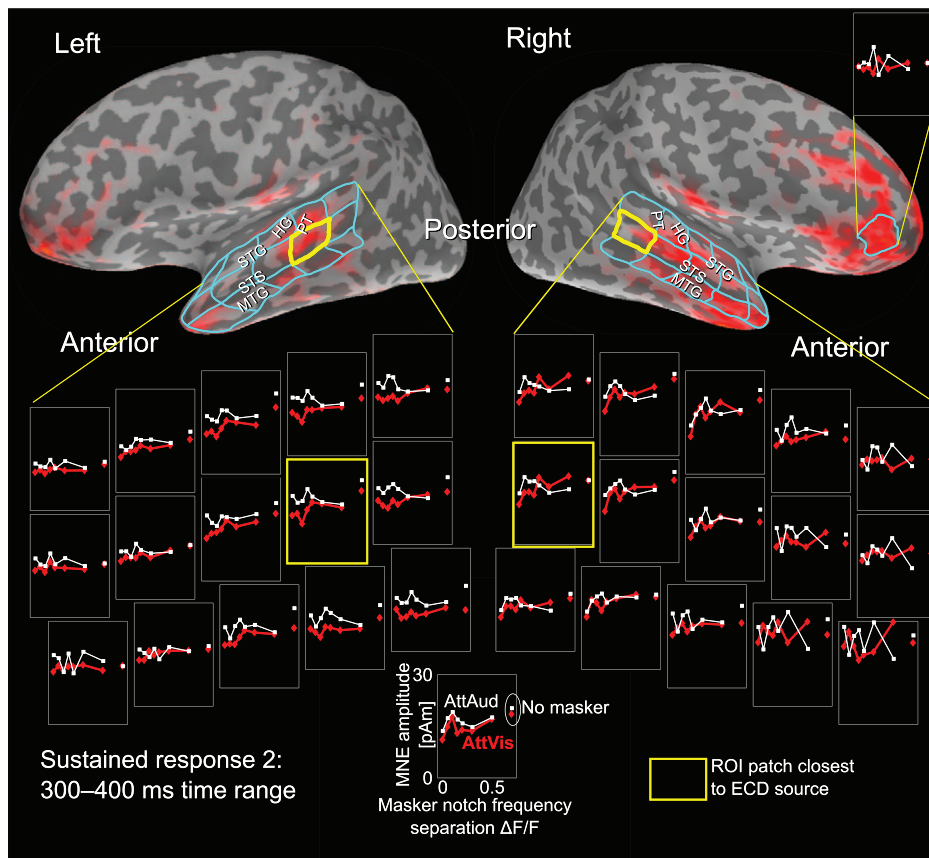 Left
Right
Posterior
HG
PT
STG
STS
MTG
PT
HG
STG
STS
MTG
Anterior
Anterior
30
MNE amplitude
[pAm]
0
AttAud
AttVis
No masker
0
0.5
Masker notch frequency
separation ΔF/F
Sustained response 2:
300–400 ms time range
ROI patch closest
to ECD source